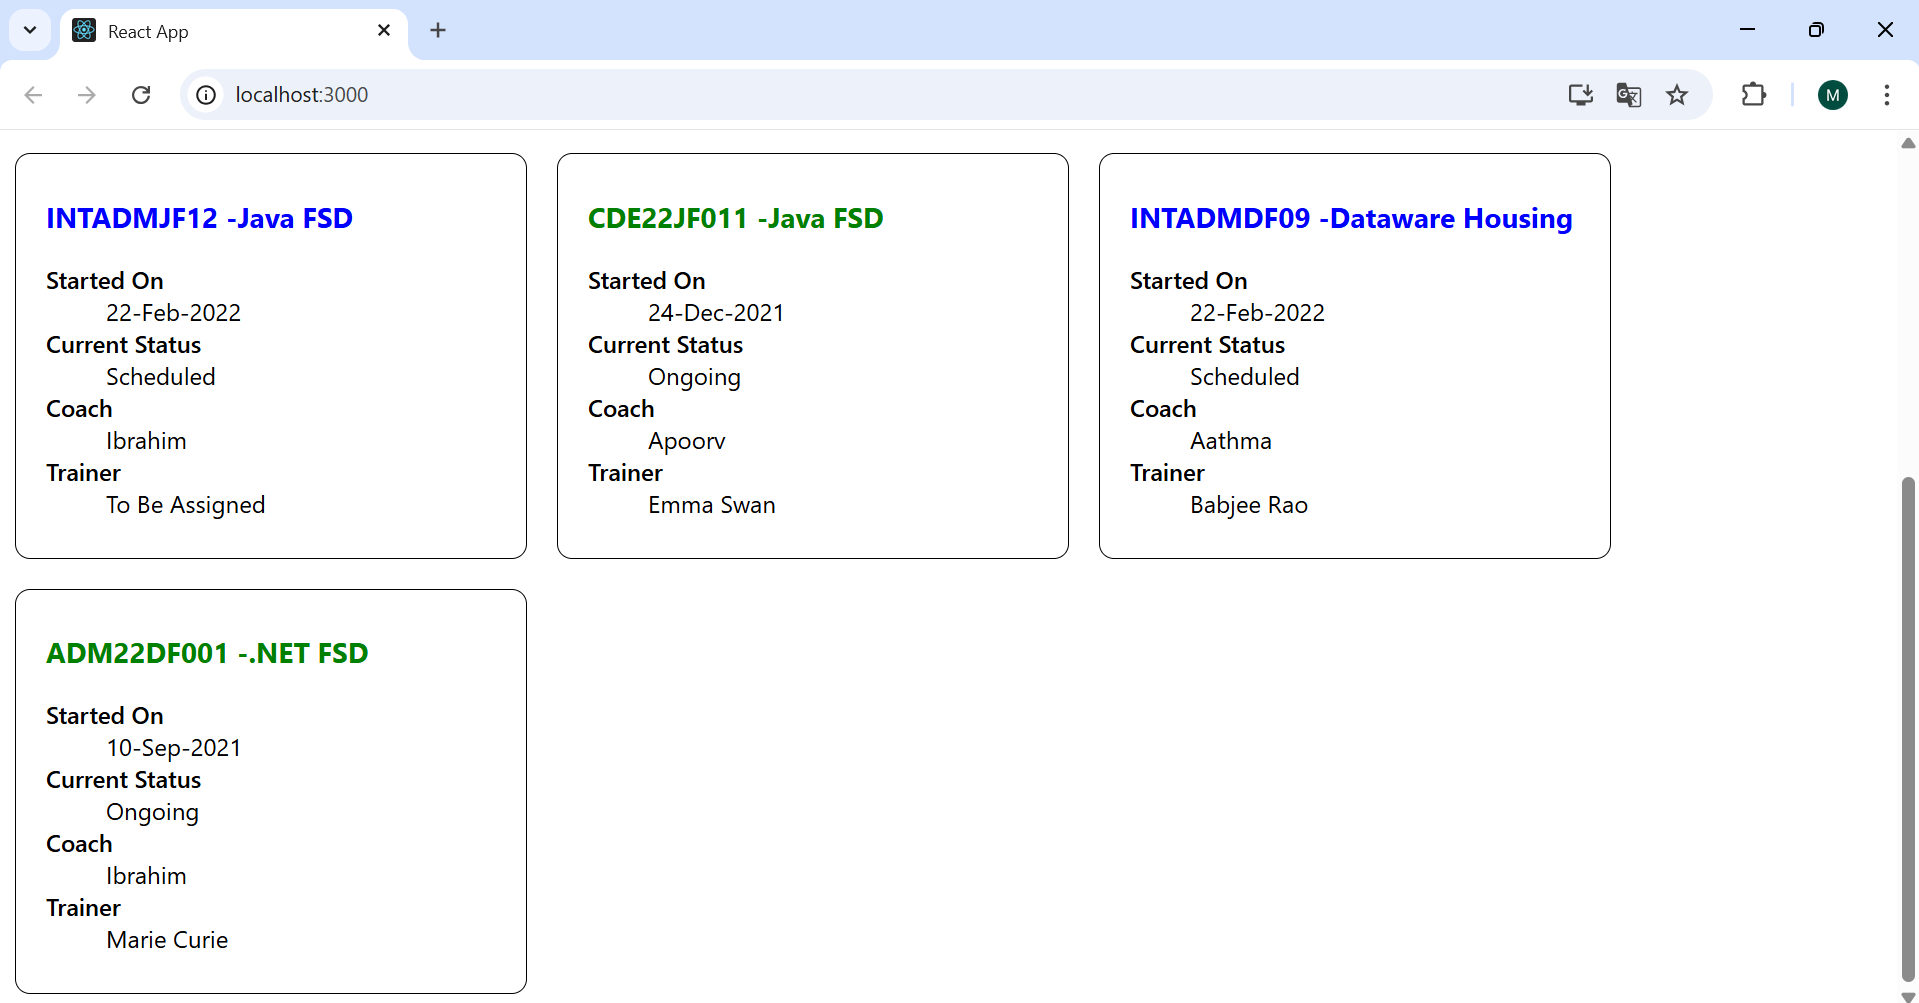 React App
localhost:3000
M
INTADMJF12 -Java FSD
Started On
22-Feb-2022
Current Status
Scheduled
Coach
Ibrahim
Trainer
To Be Assigned
CDE22JF011 -Java FSD
Started On
24-Dec-2021
Current Status
Ongoing
Coach
Apoorv
Trainer
Emma Swan
INTADMDF09 -Dataware Housing
Started On
22-Feb-2022
Current Status
Scheduled
Coach
Aathma
Trainer
Babjee Rao
ADM22DF001 -.NET FSD
Started On
10-Sep-2021
Current Status
Ongoing
Coach
Ibrahim
Trainer
Marie Curie